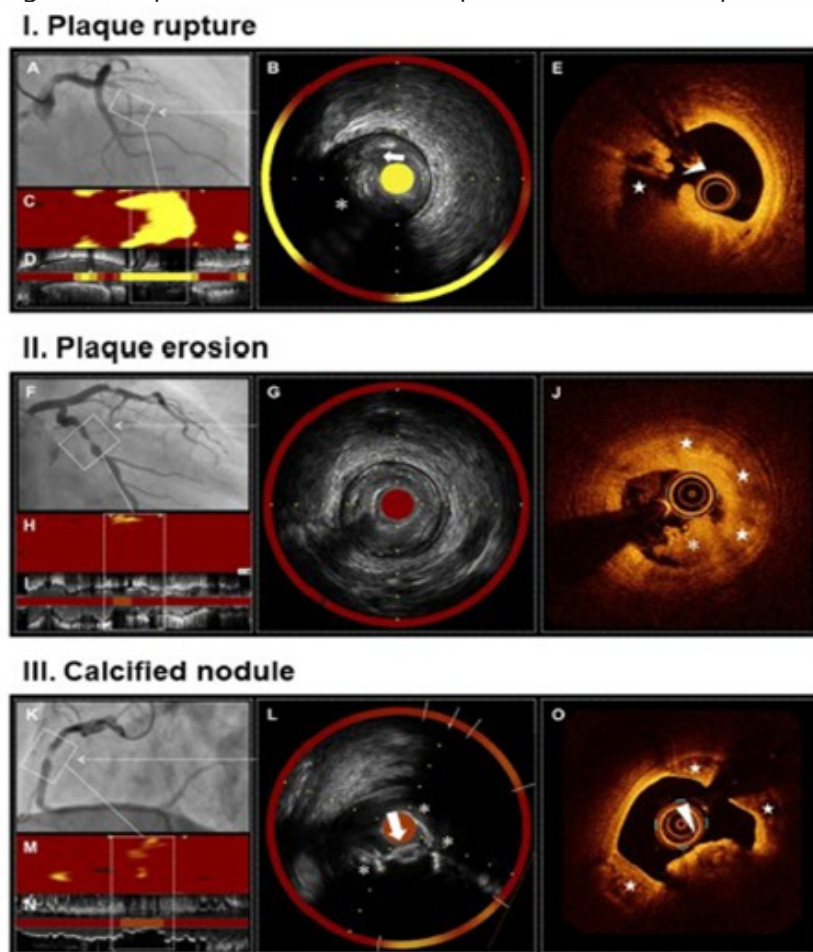 I. Plaque rupture
A
B
E
C
D
II. Plaque erosion
F
G
J
H
I
III. Calcified nodule
K
L
O
M
N